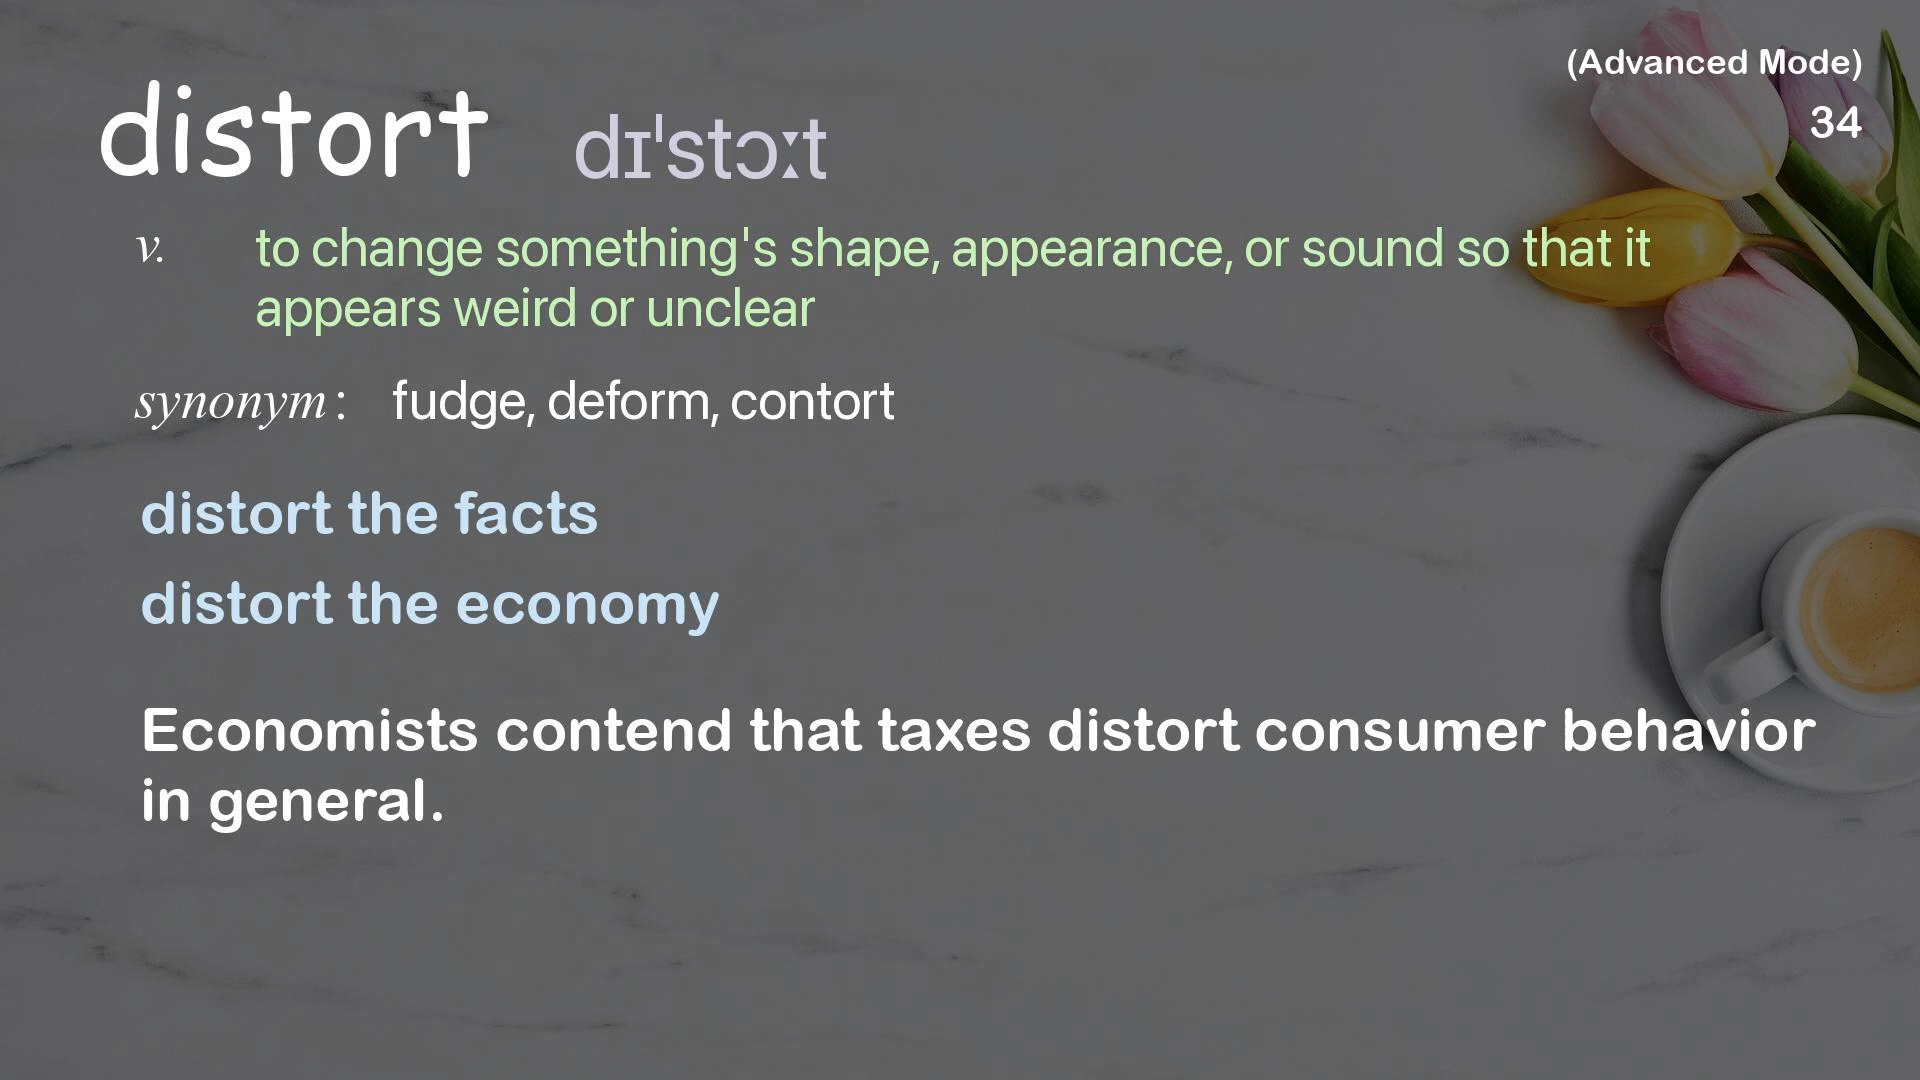 (Advanced Mode)
34
distort dɪˈstɔːt
v. to change something's shape, appearance, or sound so that it
appears weird or unclear
synonym : fudge, deform, contort
distort the facts
distort the economy
Economists contend that taxes distort consumer behavior
in general.